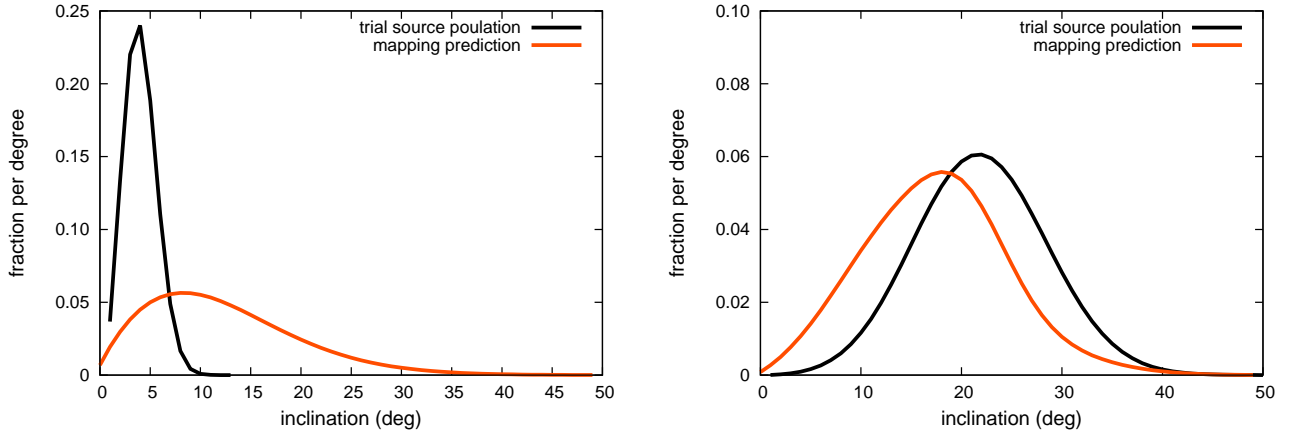 trial source poulation
mapping prediction
fraction per degree
0.25
0.20
0.15
0.10
0.05
0
0 5 10 15 20 25 30 35 40 45 50
inclination (deg)
trial source poulation
mapping prediction
fraction per degree
0.10
0.08
0.06
0.04
0.02
0
0 10 20 30 40 50
inclination (deg)